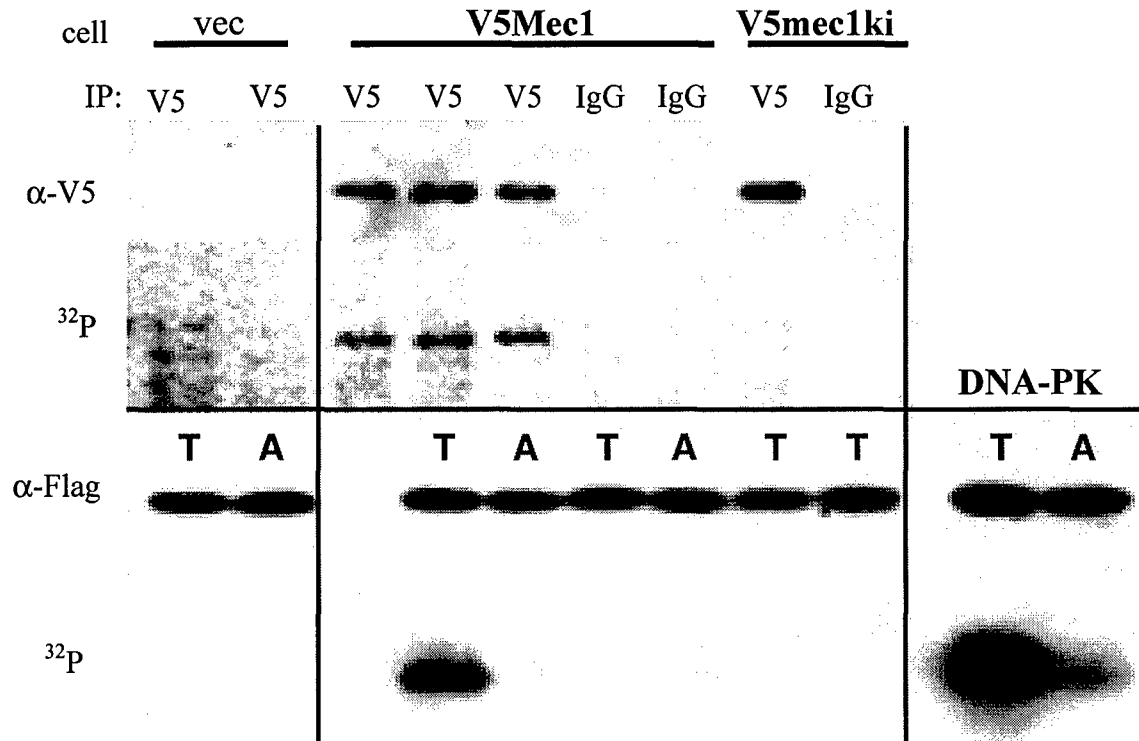 cell vec V5Mec1 V5mec1ki
IP: V5 V5 V5 V5 V5 IgG IgG V5 IgG
α-V5
32P
DNA-PK
T A T A T A T T T A
α-Flag
32P